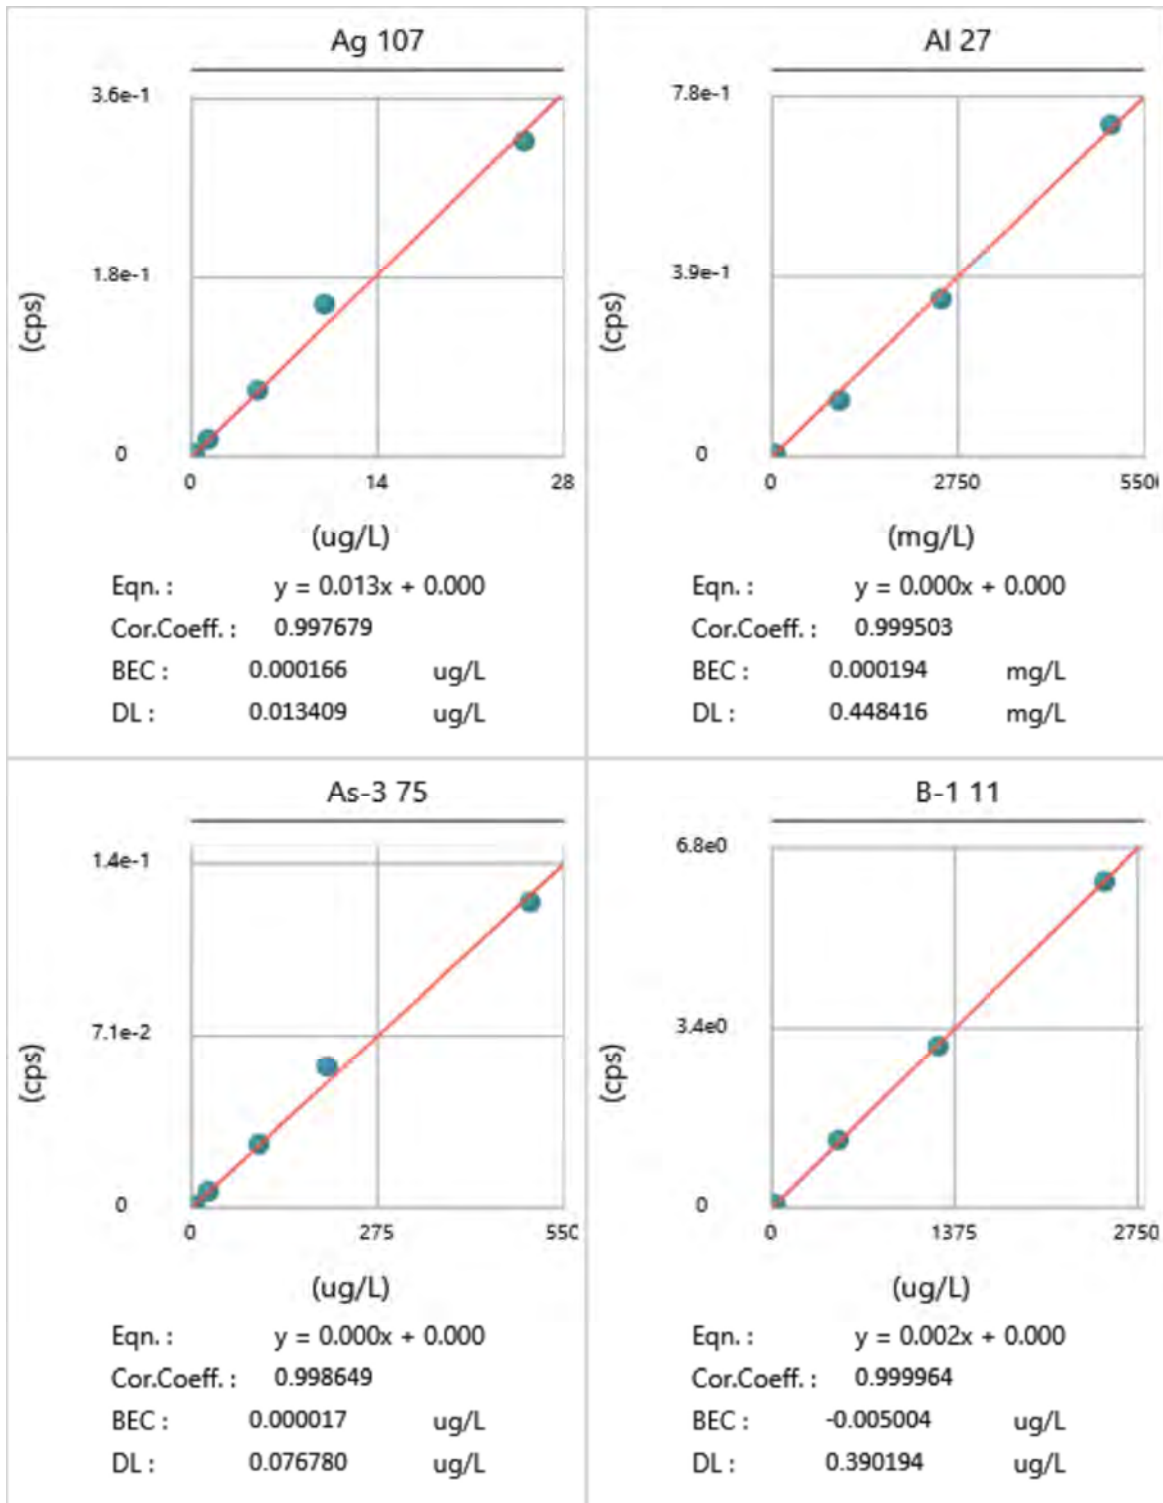 Ag 107
3.6e-1
1.8e-1
0
(cps)
0 14 28
(ug/L)
Eqn. : y = 0.013x + 0.000
Cor.Coeff. : 0.997679
BEC : 0.000166 ug/L
DL : 0.013409 ug/L
Al 27
7.8e-1
3.9e-1
0
(cps)
0 2750 550
(mg/L)
Eqn. : y = 0.000x + 0.000
Cor.Coeff. : 0.999503
BEC : 0.000194 mg/L
DL : 0.448416 mg/L
As-3 75
1.4e-1
7.1e-2
0
(cps)
0 275 550
(ug/L)
Eqn. : y = 0.000x + 0.000
Cor.Coeff. : 0.998649
BEC : 0.000017 ug/L
DL : 0.076780 ug/L
B-1 11
6.8e0
3.4e0
0
(cps)
0 1375 2750
(ug/L)
Eqn. : y = 0.002x + 0.000
Cor.Coeff. : 0.999964
BEC : -0.005004 ug/L
DL : 0.390194 ug/L